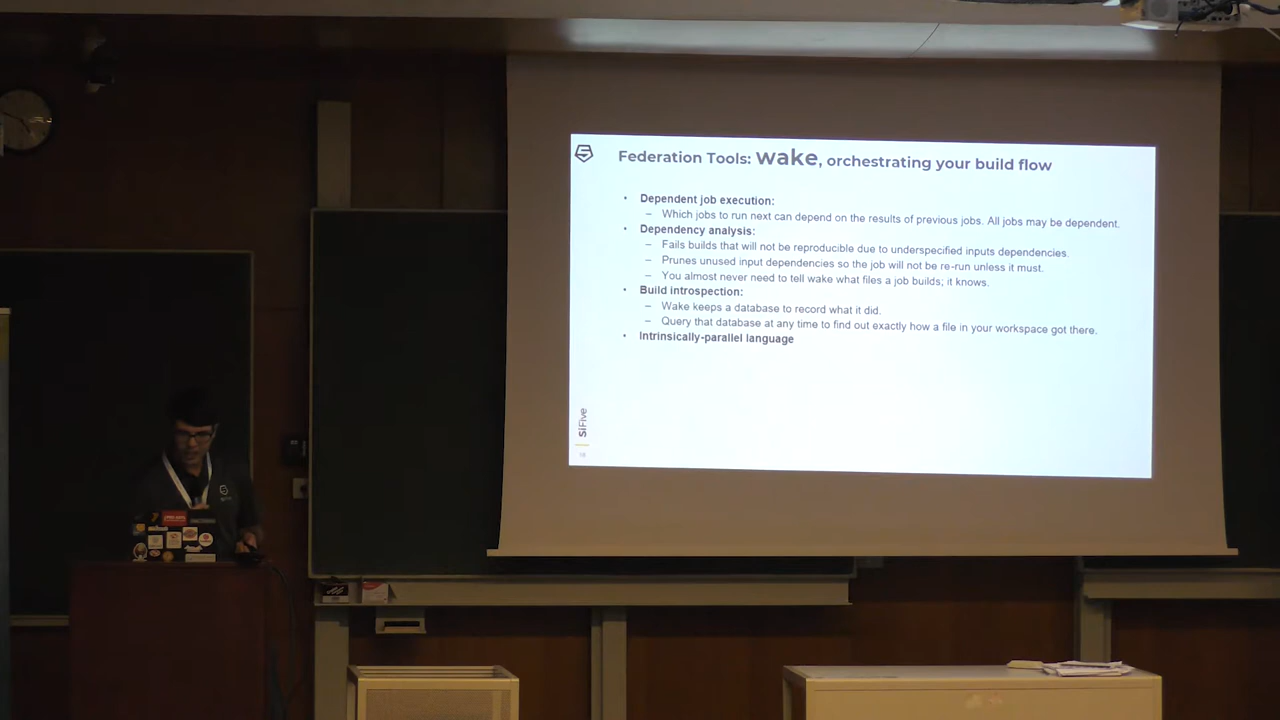 Federation Tools: wake, orchestrating your build flow
• Dependent job execution:
– Which jobs to run next can depend on the results of previous jobs. All jobs may be dependent.
• Dependency analysis:
– Fails builds that will not be reproducible due to underspecified inputs dependencies.
– Prunes unused input dependencies so the job will not be re-run unless it must.
– You almost never need to tell wake what files a job builds; it knows.
• Build introspection:
– Wake keeps a database to record what it did.
– Query that database at any time to find out exactly how a file in your workspace got there.
• Intrinsically-parallel language
SiFive